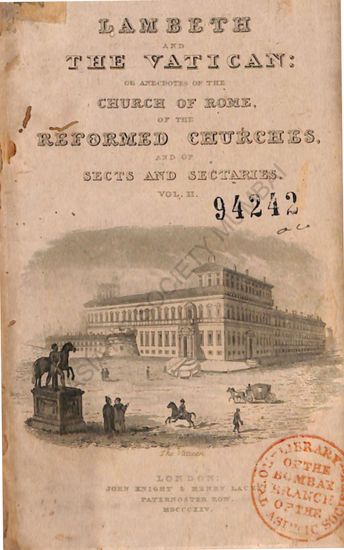 LAMBETH
AND
THE VATICAN:
OR ANECDOTES OF THE
CHURCH OF ROME,
OF THE
REFORMED CHURCHES,
AND OF
SECTS AND SECTARIES.
VOL. II.
94242
SOCIETY MUMBAI
The Vatican.
LONDON:
JOHN KNIGHT & HENRY LACEY
PATERNOSTER ROW.
MDCCCXXV.
LIBRARY
OF THE
BOMBAY
BRANCH
OF THE